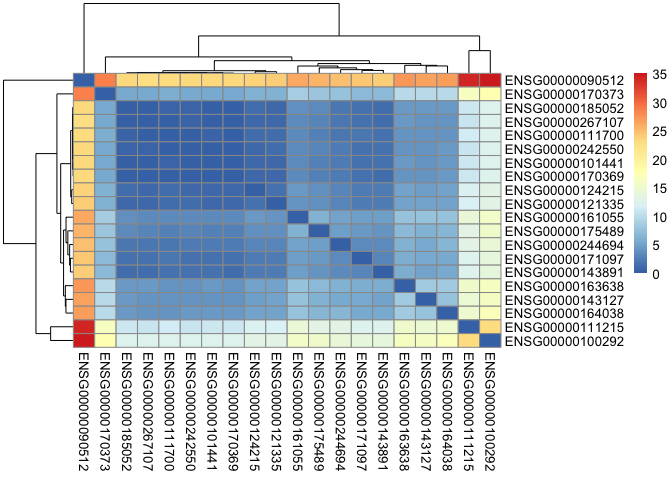 ENSG00000090512
ENSG00000170373
ENSG00000185052
ENSG00000267107
ENSG00000111700
ENSG00000242550
ENSG00000101441
ENSG00000170369
ENSG00000124215
ENSG00000121335
ENSG00000161055
ENSG00000175489
ENSG00000244694
ENSG00000171097
ENSG00000143891
ENSG00000163638
ENSG00000143127
ENSG00000164038
ENSG00000111215
ENSG00000100292
35
30
25
20
15
10
5
0
ENSG00000090512
ENSG00000170373
ENSG00000185052
ENSG00000267107
ENSG00000111700
ENSG00000242550
ENSG00000101441
ENSG00000170369
ENSG00000124215
ENSG00000121335
ENSG00000161055
ENSG00000175489
ENSG00000244694
ENSG00000171097
ENSG00000143891
ENSG00000163638
ENSG00000143127
ENSG00000164038
ENSG00000111215
ENSG00000100292